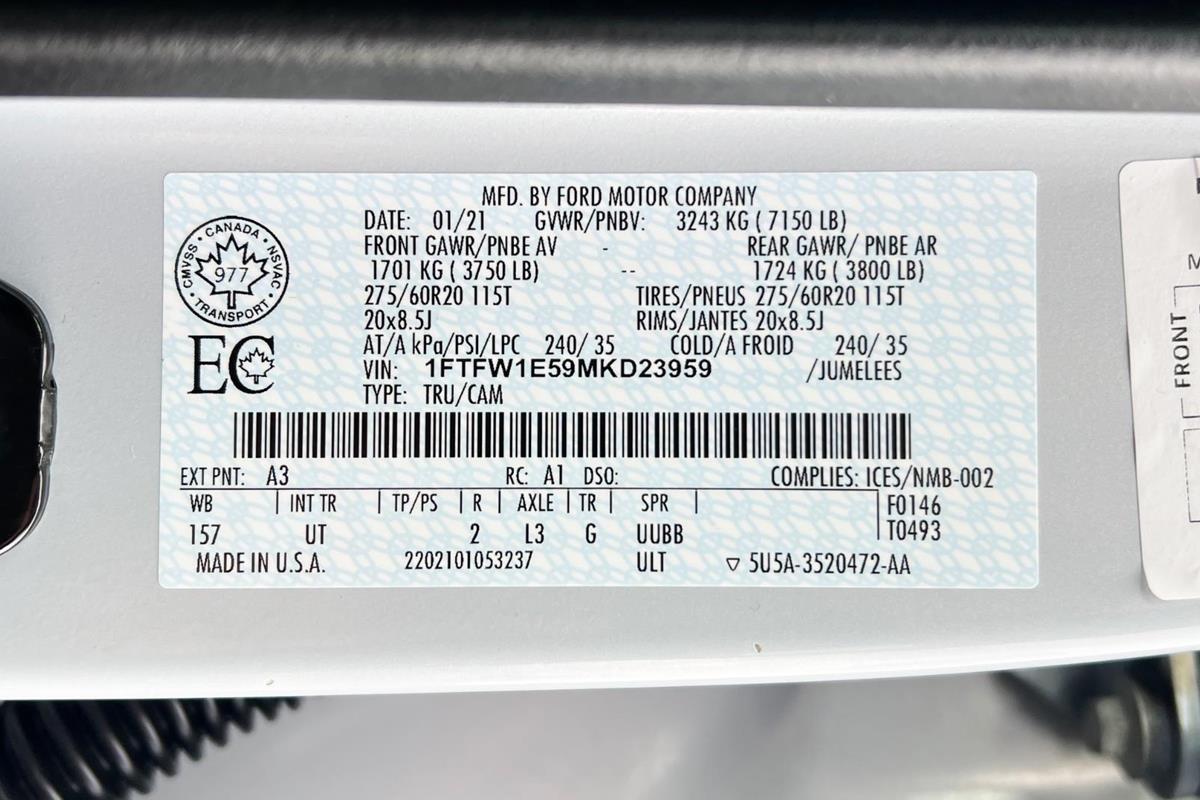 MFD. BY FORD MOTOR COMPANY
DATE: 01/21 GVWR/PNBV: 3243 KG ( 7150 LB)
FRONT GAWR/PNBE AV - REAR GAWR/ PNBE AR
1701 KG ( 3750 LB) -- 1724 KG ( 3800 LB)
275/60R20 115T TIRES/PNEUS 275/60R20 115T
20x8.5J RIMS/JANTES 20x8.5J
AT/A kPa/PSI/LPC 240/ 35 COLD/A FROID 240/ 35
VIN: 1FTFW1E59MKD23959 /JUMELEES
TYPE: TRU/CAM
CANADA
CMVSS 977 NSVAC
TRANSPORT
EC
EXT PNT: A3 RC: A1 DSO: COMPLIES: ICES/NMB-002
WB | INT TR | TP/PS | R | AXLE | TR | SPR | F0146
157 UT 2 L3 G UUBB T0493
MADE IN U.S.A. 2202101053237 ULT ▽ 5U5A-3520472-AA
FRONT